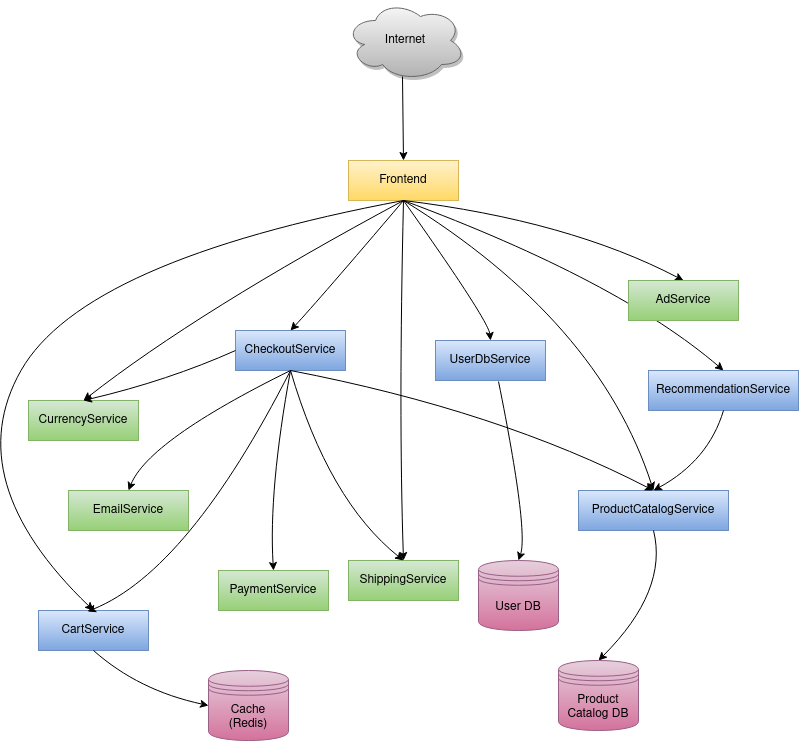 Internet
Frontend
AdService
CheckoutService
UserDbService
RecommendationService
CurrencyService
EmailService
ProductCatalogService
PaymentService
ShippingService
User DB
CartService
Product
Catalog DB
Cache
(Redis)